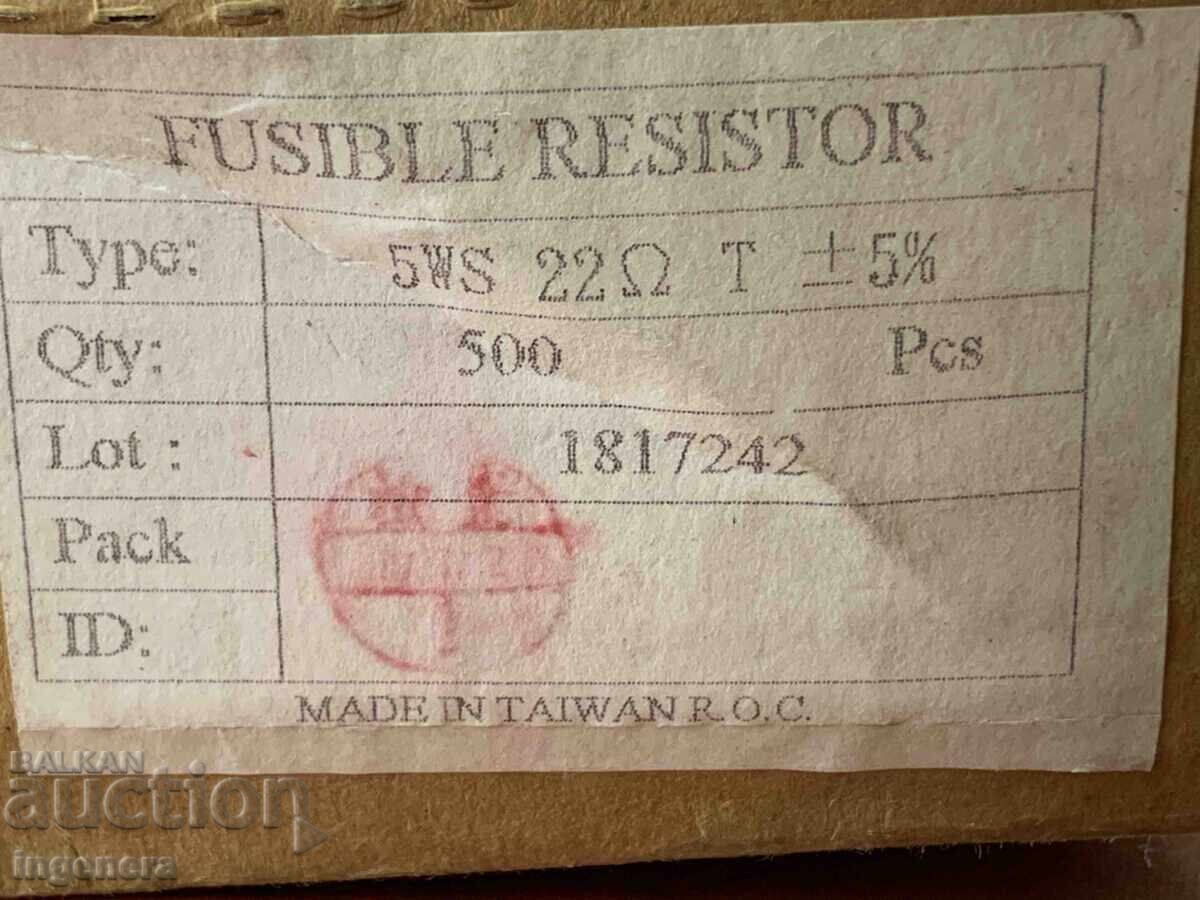 FUSIBLE RESISTOR
Type: 5WS 22Ω T ±5%
Qty: 500 Pcs
Lot : 1817242
Pack
ID:
MADE IN TAIWAN R.O.C.
BALKAN
auction
ingenera